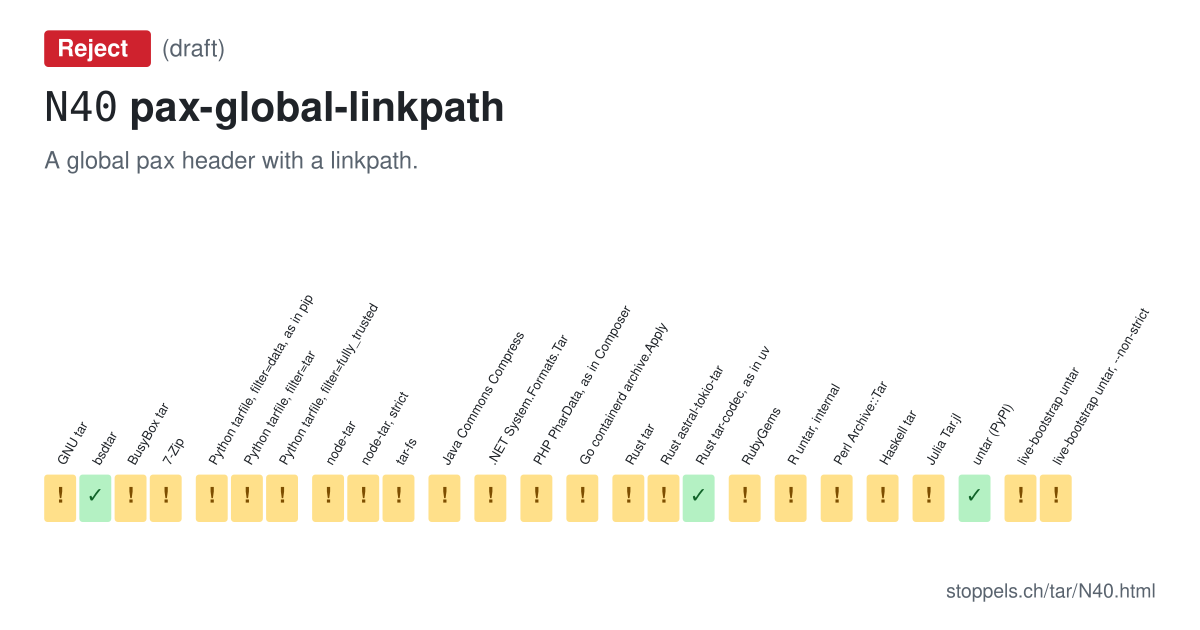 Reject (draft)
N40 pax-global-linkpath
A global pax header with a linkpath.
GNU tar
bsdtar
BusyBox tar
7-Zip
Python tarfile, filter=data, as in pip
Python tarfile, filter=tar
Python tarfile, filter=fully_trusted
node-tar
node-tar, strict
tar-fs
Java Commons Compress
.NET System.Formats.Tar
PHP PharData, as in Composer
Go containerd archive.Apply
Rust tar
Rust astral-tokio-tar
Rust tar-codec, as in uv
RubyGems
R untar, internal
Perl Archive::Tar
Haskell tar
Julia Tar.jl
untar (PyPI)
live-bootstrap untar
live-bootstrap untar, --non-strict
! ✓ ! ! ! ! ! ! ! ! ! ! ! ! ! ! ✓ ! ! ! ! ! ✓ ! !
stoppels.ch/tar/N40.html